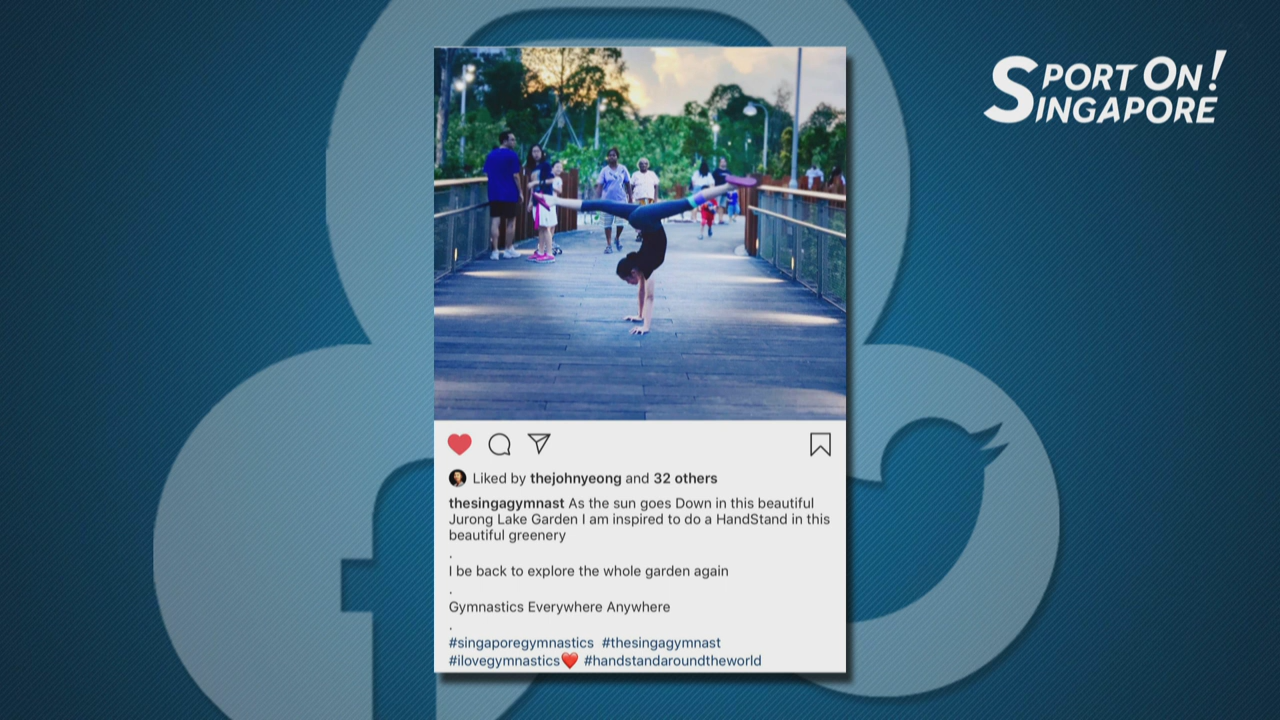 SPORT ON!
SINGAPORE
Liked by thejohnyeong and 32 others
thesingagymnast As the sun goes Down in this beautiful
Jurong Lake Garden I am inspired to do a HandStand in this
beautiful greenery
.
I be back to explore the whole garden again
.
Gymnastics Everywhere Anywhere
.
#singaporegymnastics #thesingagymnast
#ilovegymnastics❤️ #handstandaroundtheworld